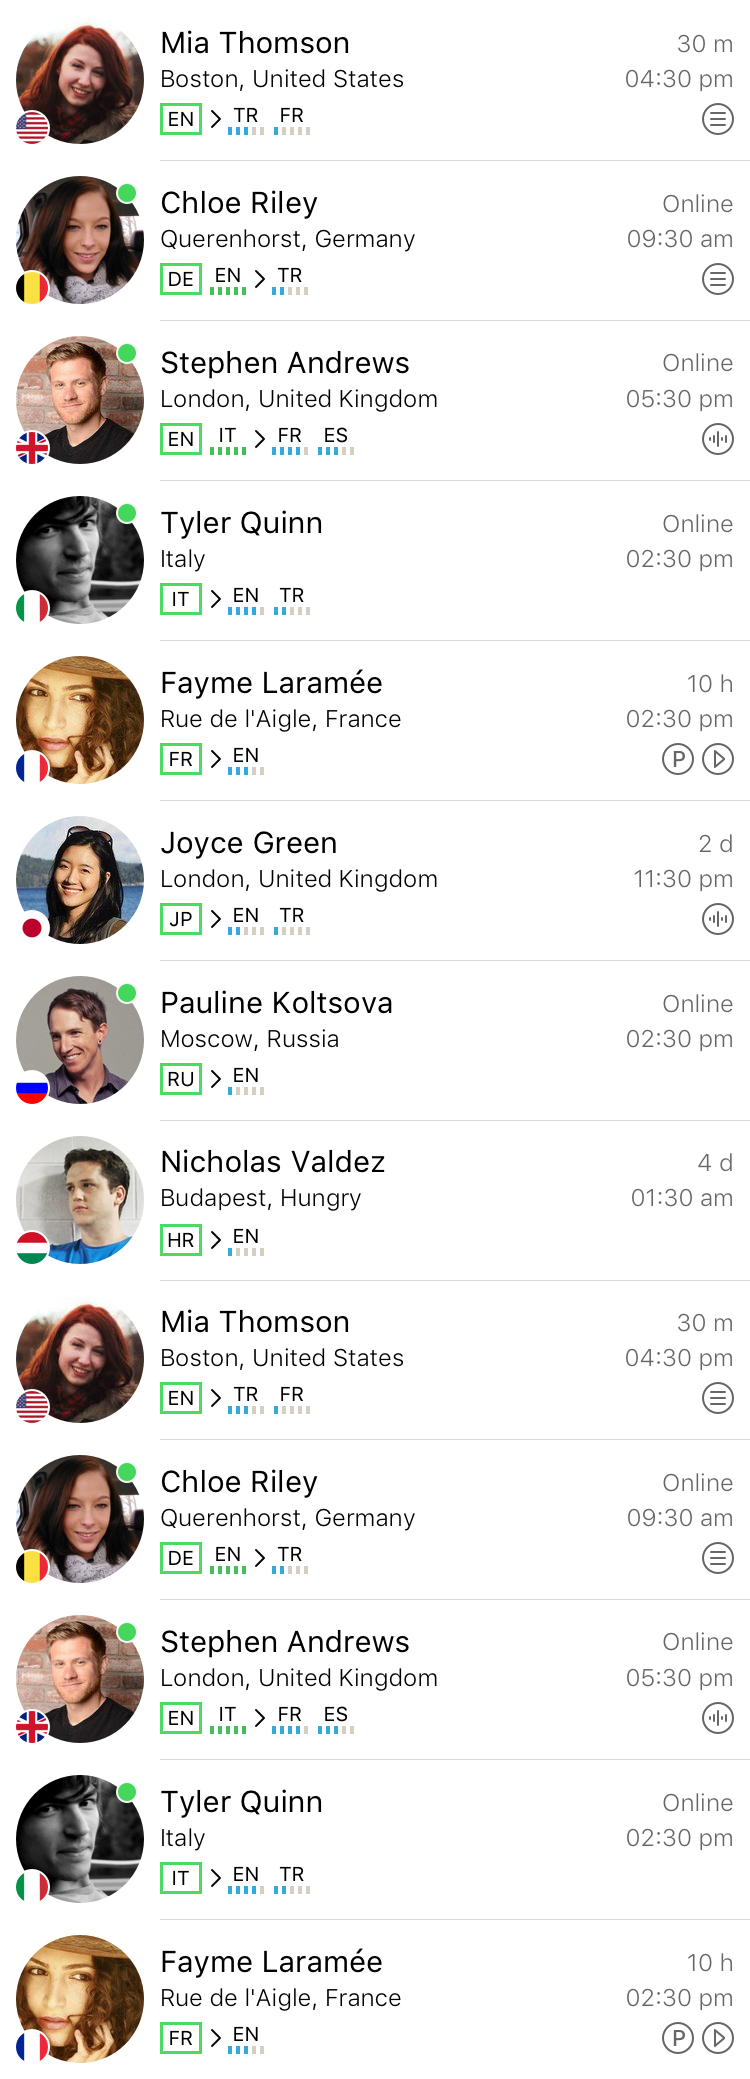 Mia Thomson 30 m
Boston, United States 04:30 pm
EN TR FR
Chloe Riley Online
Querenhorst, Germany 09:30 am
DE EN TR
Stephen Andrews Online
London, United Kingdom 05:30 pm
EN IT FR ES
Tyler Quinn Online
Italy 02:30 pm
IT EN TR
Fayme Laramée 10 h
Rue de l'Aigle, France 02:30 pm
FR EN P
Joyce Green 2 d
London, United Kingdom 11:30 pm
JP EN TR
Pauline Koltsova Online
Moscow, Russia 02:30 pm
RU EN
Nicholas Valdez 4 d
Budapest, Hungry 01:30 am
HR EN
Mia Thomson 30 m
Boston, United States 04:30 pm
EN TR FR
Chloe Riley Online
Querenhorst, Germany 09:30 am
DE EN TR
Stephen Andrews Online
London, United Kingdom 05:30 pm
EN IT FR ES
Tyler Quinn Online
Italy 02:30 pm
IT EN TR
Fayme Laramée 10 h
Rue de l'Aigle, France 02:30 pm
FR EN P